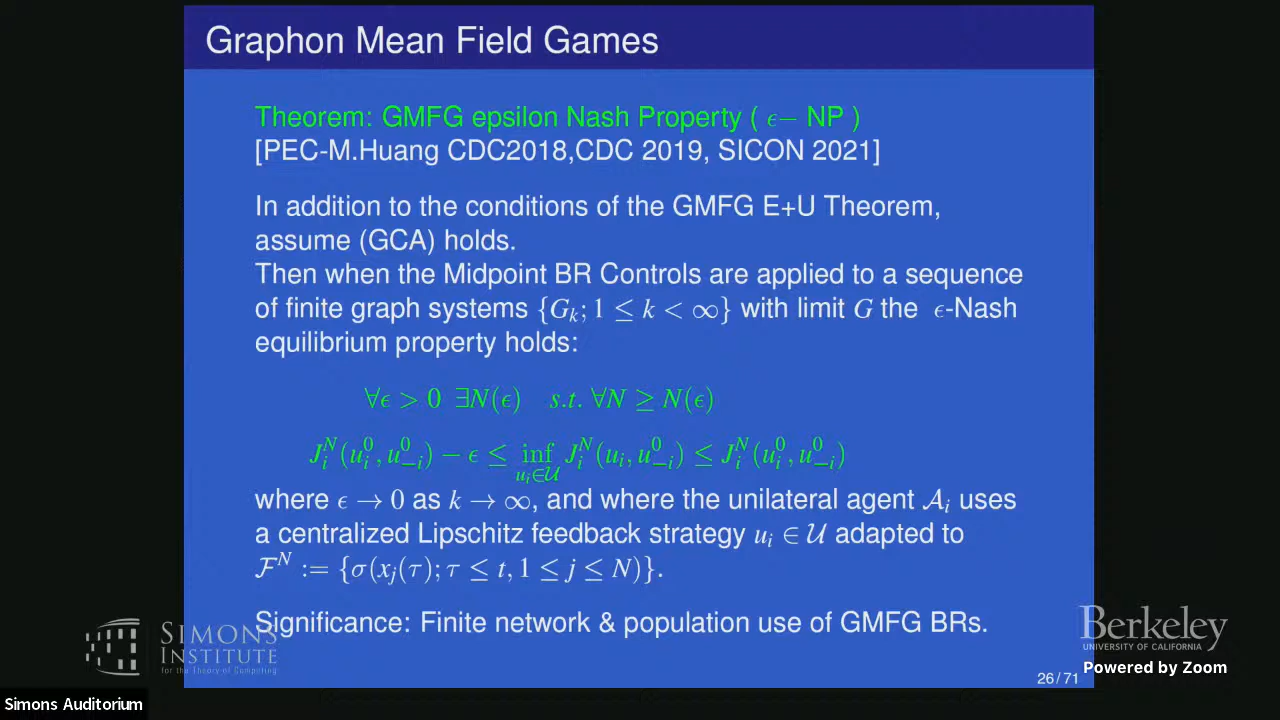 Graphon Mean Field Games
Theorem: GMFG epsilon Nash Property ( ϵ− NP )
[PEC-M.Huang CDC2018,CDC 2019, SICON 2021]
In addition to the conditions of the GMFG E+U Theorem,
assume (GCA) holds.
Then when the Midpoint BR Controls are applied to a sequence
of finite graph systems {G_k; 1 ≤ k < ∞} with limit G the ϵ-Nash
equilibrium property holds:
∀ϵ > 0 ∃N(ϵ) s.t. ∀N ≥ N(ϵ)
J_i^N(u_i^0, u_{−i}^0) − ϵ ≤ inf_{u_i∈𝒰} J_i^N(u_i, u_{−i}^0) ≤ J_i^N(u_i^0, u_{−i}^0)
where ϵ → 0 as k → ∞, and where the unilateral agent 𝒜_i uses
a centralized Lipschitz feedback strategy u_i ∈ 𝒰 adapted to
ℱ^N := {σ(x_j(τ); τ ≤ t, 1 ≤ j ≤ N)}.
Significance: Finite network & population use of GMFG BRs.
26 / 71
SIMONS
INSTITUTE
for the Theory of Computing
Berkeley
UNIVERSITY OF CALIFORNIA
Powered by Zoom
Simons Auditorium